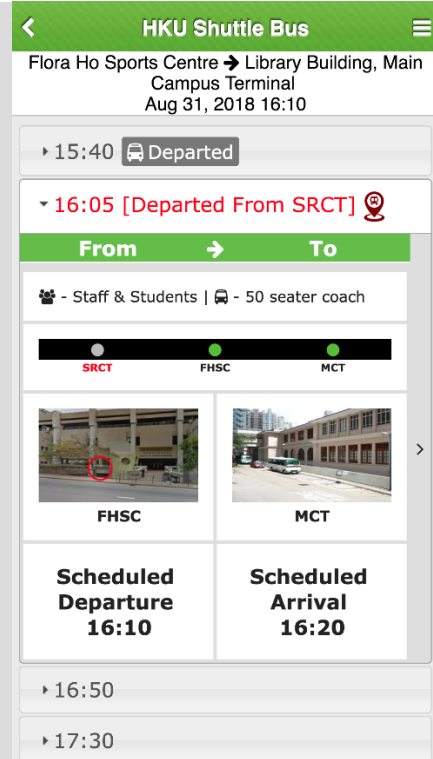 HKU Shuttle Bus
Flora Ho Sports Centre ➔ Library Building, Main
Campus Terminal
Aug 31, 2018 16:10
15:40 Departed
16:05 [Departed From SRCT]
From ➔ To
- Staff & Students | - 50 seater coach
SRCT FHSC MCT
FHSC MCT
Scheduled Departure 16:10
Scheduled Arrival 16:20
16:50
17:30